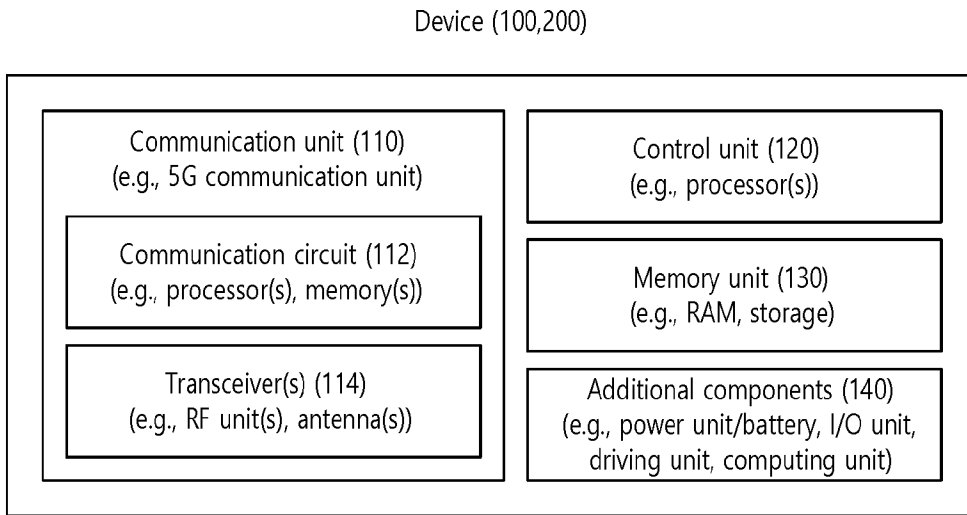 Device (100,200)
Communication unit (110)
(e.g., 5G communication unit)
Communication circuit (112)
(e.g., processor(s), memory(s))
Transceiver(s) (114)
(e.g., RF unit(s), antenna(s))
Control unit (120)
(e.g., processor(s))
Memory unit (130)
(e.g., RAM, storage)
Additional components (140)
(e.g., power unit/battery, I/O unit,
driving unit, computing unit)